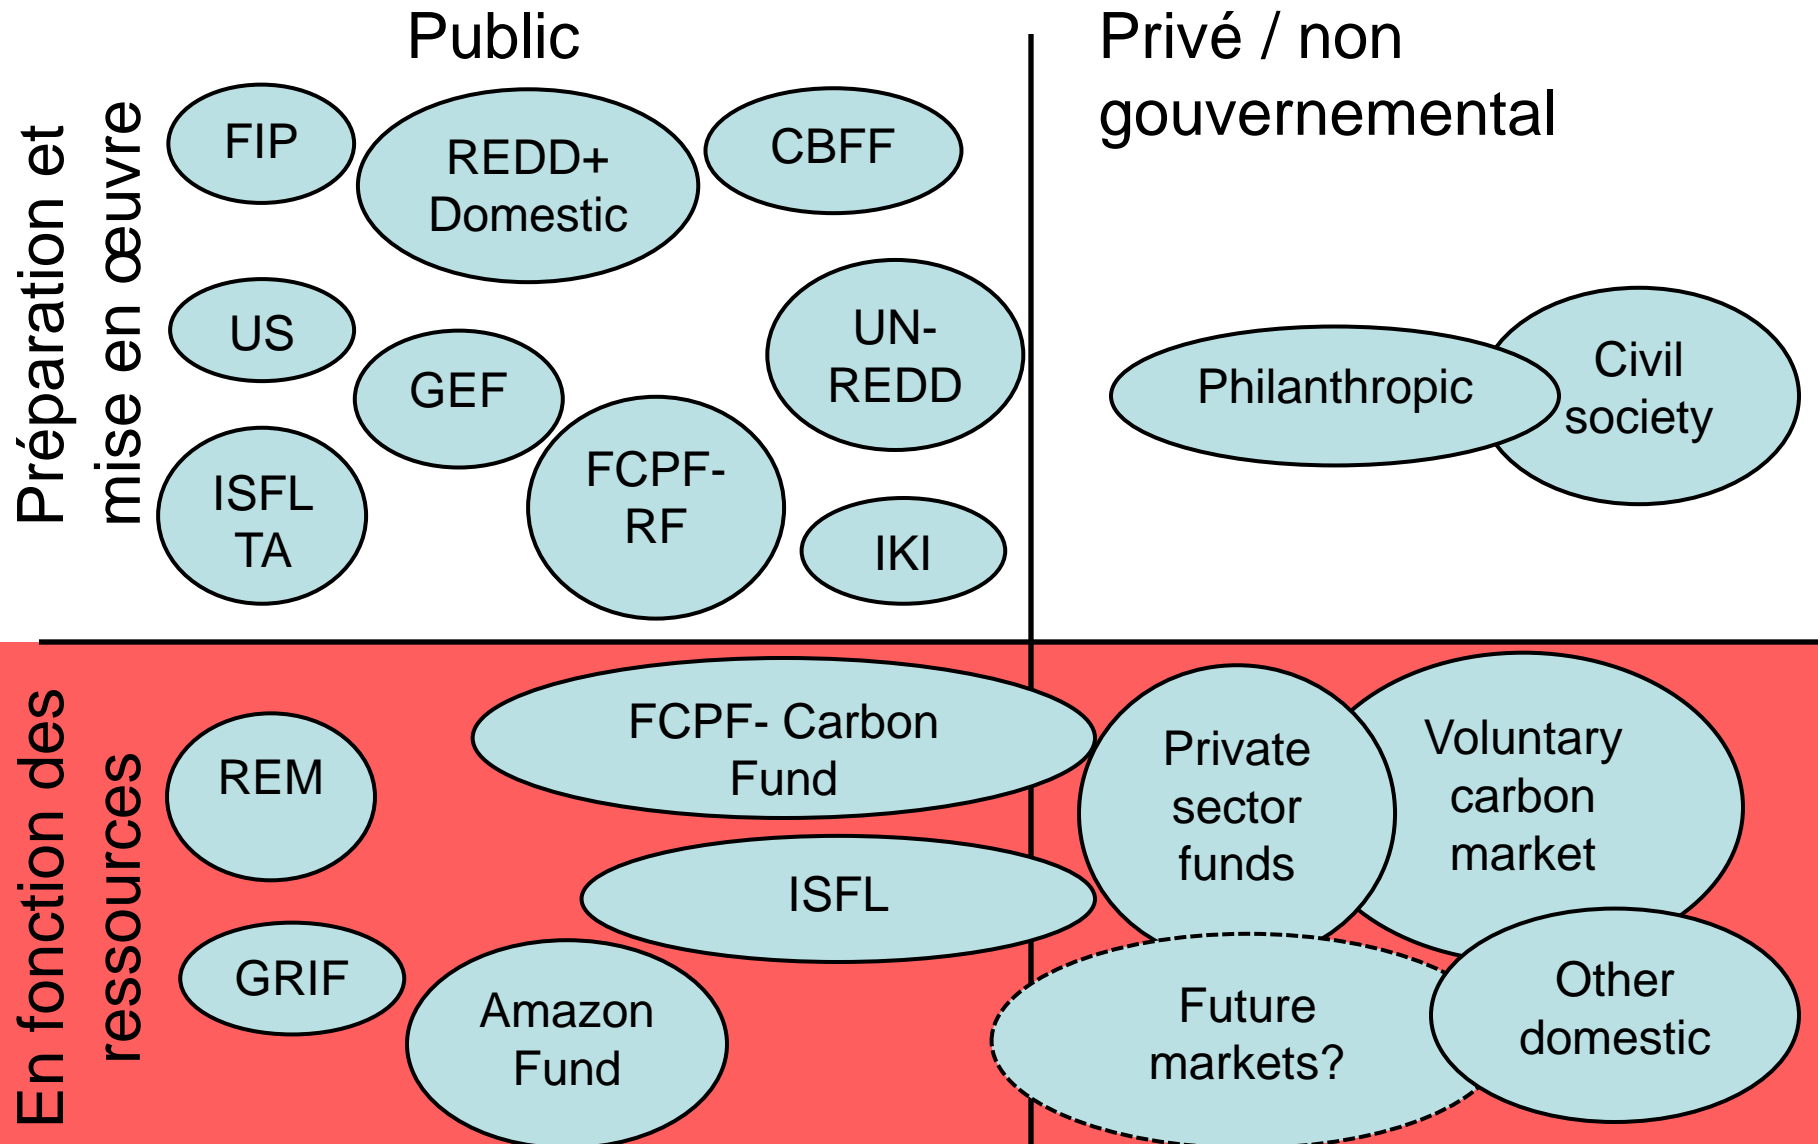 Public
Privé / non
gouvernemental
Préparation et
mise en œuvre
FIP
REDD+
Domestic
CBFF
US
GEF
UN-
REDD
ISFL
TA
FCPF-
RF
IKI
Philanthropic
Civil
society
En fonction des
ressources
REM
FCPF- Carbon
Fund
ISFL
GRIF
Amazon
Fund
Private
sector
funds
Voluntary
carbon
market
Future
markets?
Other
domestic